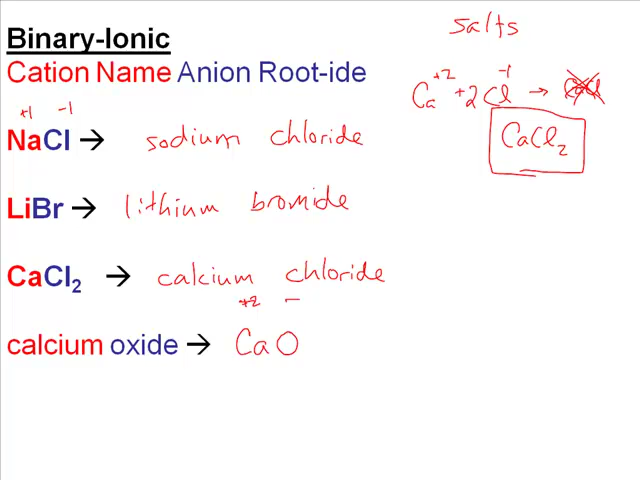 salts
Binary-Ionic
Cation Name Anion Root-ide
Ca+2 + 2Cl-1 →
CaCl2
+1 -1
NaCl → sodium chloride
LiBr → lithium bromide
CaCl2 → calcium chloride
+2 −
calcium oxide → CaO